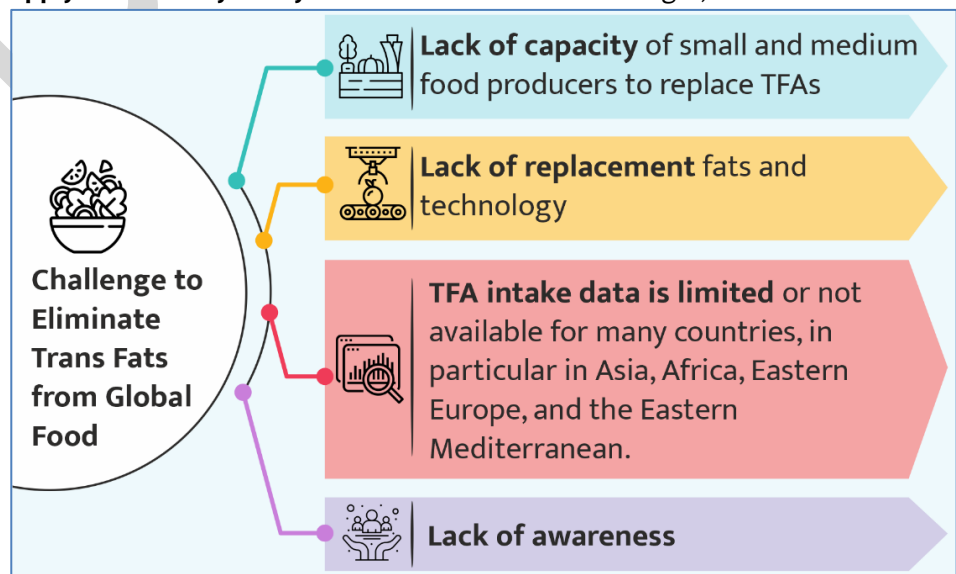 Challenge to
Eliminate
Trans Fats
from Global
Food
Lack of capacity of small and medium
food producers to replace TFAs
Lack of replacement fats and
technology
TFA intake data is limited or not
available for many countries, in
particular in Asia, Africa, Eastern
Europe, and the Eastern
Mediterranean.
Lack of awareness